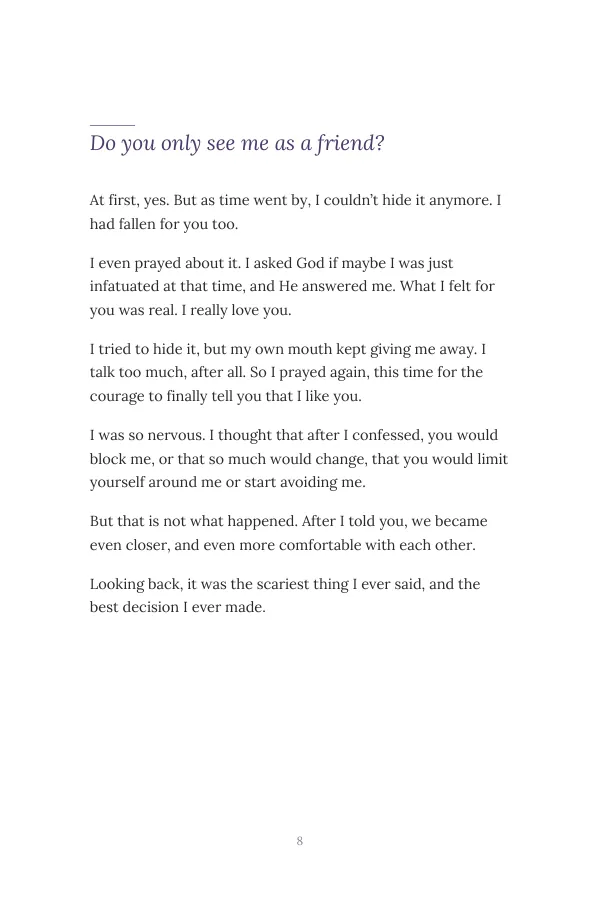 Do you only see me as a friend?
At first, yes. But as time went by, I couldn’t hide it anymore. I
had fallen for you too.
I even prayed about it. I asked God if maybe I was just
infatuated at that time, and He answered me. What I felt for
you was real. I really love you.
I tried to hide it, but my own mouth kept giving me away. I
talk too much, after all. So I prayed again, this time for the
courage to finally tell you that I like you.
I was so nervous. I thought that after I confessed, you would
block me, or that so much would change, that you would limit
yourself around me or start avoiding me.
But that is not what happened. After I told you, we became
even closer, and even more comfortable with each other.
Looking back, it was the scariest thing I ever said, and the
best decision I ever made.
8